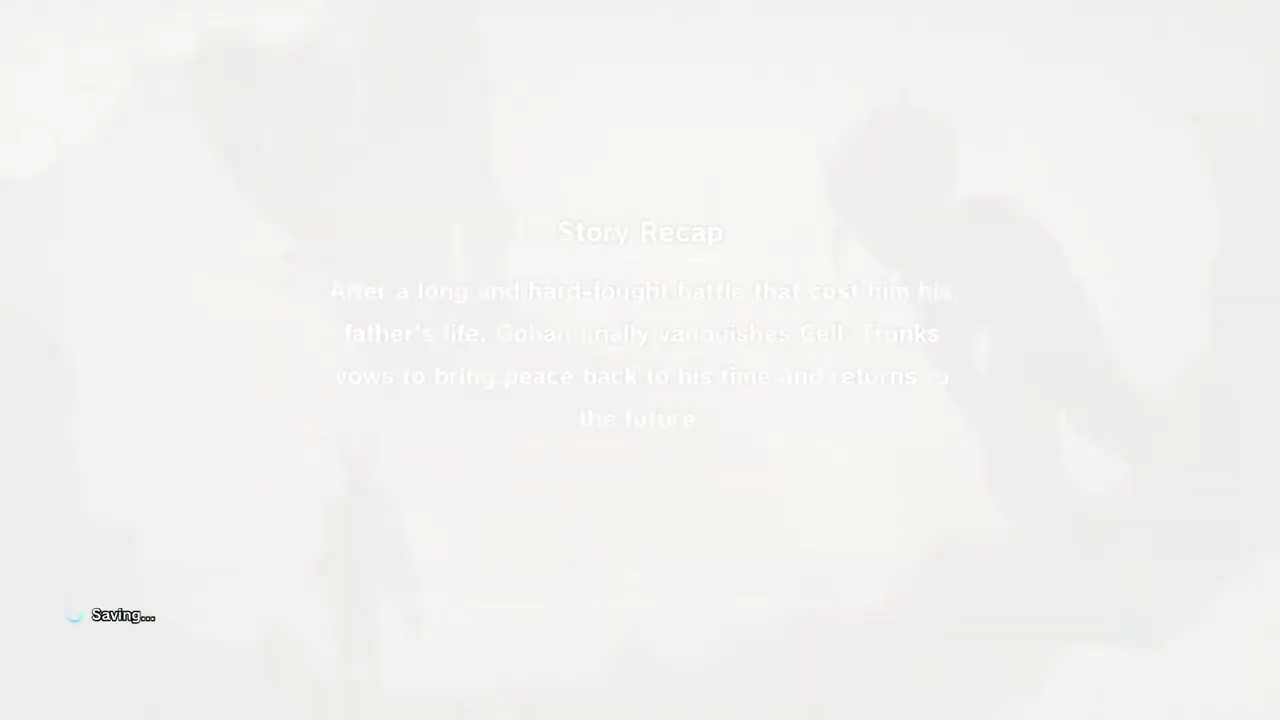 Story Recap
After a long and hard-fought battle that cost him his
father's life, Gohan finally vanquishes Cell. Trunks
vows to bring peace back to his time and returns to
the future.
Saving...